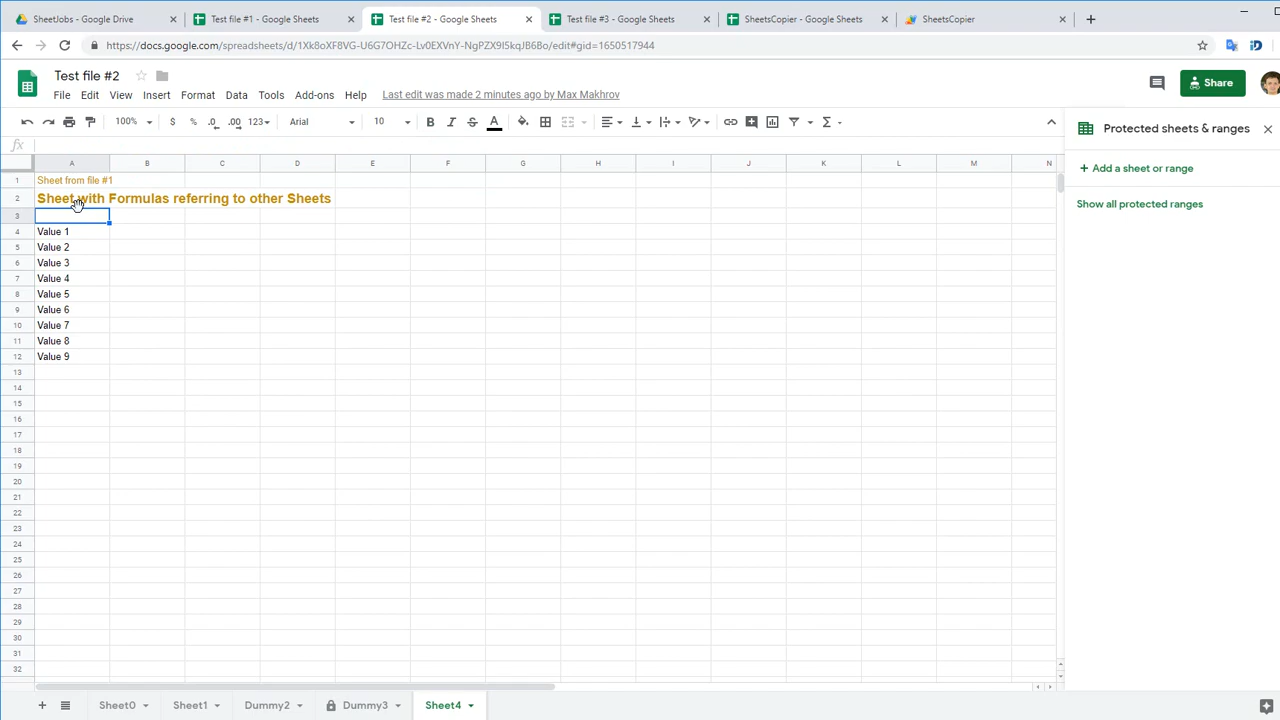 SheetJobs - Google Drive
Test file #1 - Google Sheets
Test file #2 - Google Sheets
Test file #3 - Google Sheets
SheetsCopier - Google Sheets
SheetsCopier
https://docs.google.com/spreadsheets/d/1Xk8oXF8VG-U6G7OHZc-Lv0EXVnY-NgPZX9I5kqJB6Bo/edit#gid=1650517944
Test file #2
File Edit View Insert Format Data Tools Add-ons Help Last edit was made 2 minutes ago by Max Makhrov
Share
100% $ % .0 .00 123 Arial 10 B I S A Σ
Protected sheets & ranges
fx
+ Add a sheet or range
Show all protected ranges
A B C D E F G H I J K L M N
1 Sheet from file #1
2 Sheet with Formulas referring to other Sheets
3
4 Value 1
5 Value 2
6 Value 3
7 Value 4
8 Value 5
9 Value 6
10 Value 7
11 Value 8
12 Value 9
13
14
15
16
17
18
19
20
21
22
23
24
25
26
27
28
29
30
31
32
+ Sheet0 Sheet1 Dummy2 Dummy3 Sheet4